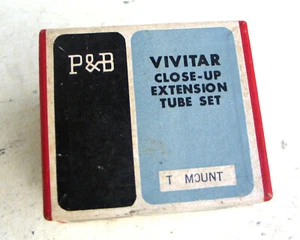 P&B
VIVITAR
CLOSE-UP
EXTENSION
TUBE SET
T MOUNT